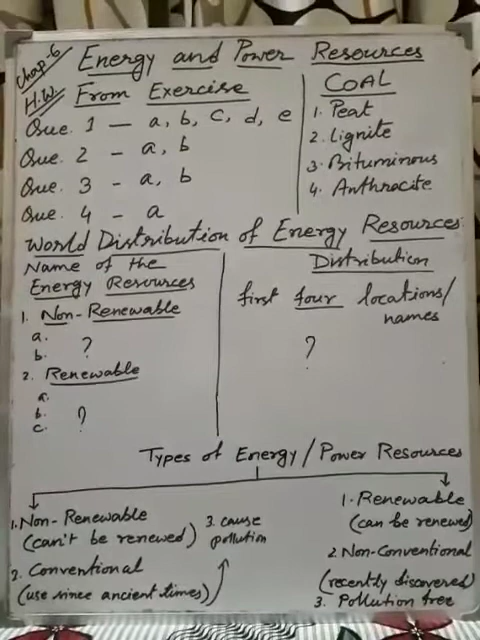 Chap. 6
Energy and Power Resources
H.W. From Exercise
Que. 1 — a, b, c, d, e
Que. 2 - a, b
Que. 3 - a, b
Que. 4 - a
COAL
1. Peat
2. Lignite
3. Bituminous
4. Anthracite
World Distribution of Energy Resources
Name of the
Energy Resources
1. Non-Renewable
a.
b. ?
2. Renewable
a.
b. ?
c.
Distribution
first four locations/
names
?
Types of Energy/Power Resources
1. Non-Renewable
(can't be renewed)
2. Conventional
(use since ancient times)
3. cause
pollution
1. Renewable
(can be renewed)
2 Non-Conventional
(recently discovered)
3. Pollution free